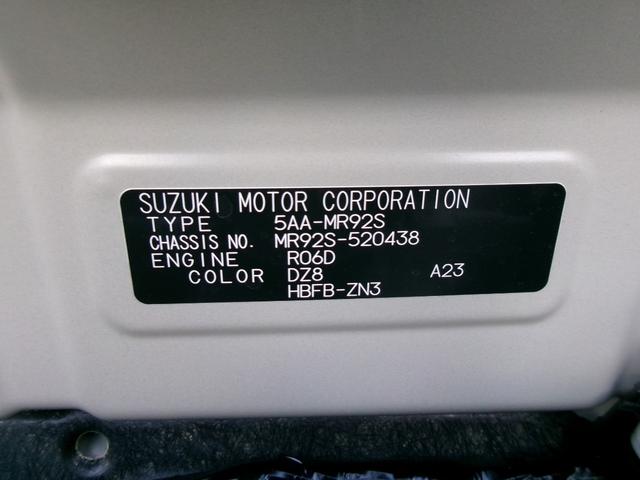 SUZUKI MOTOR CORPORATION
TYPE 5AA-MR92S
CHASSIS NO. MR92S-520438
ENGINE R06D
COLOR DZ8 A23
HBFB-ZN3